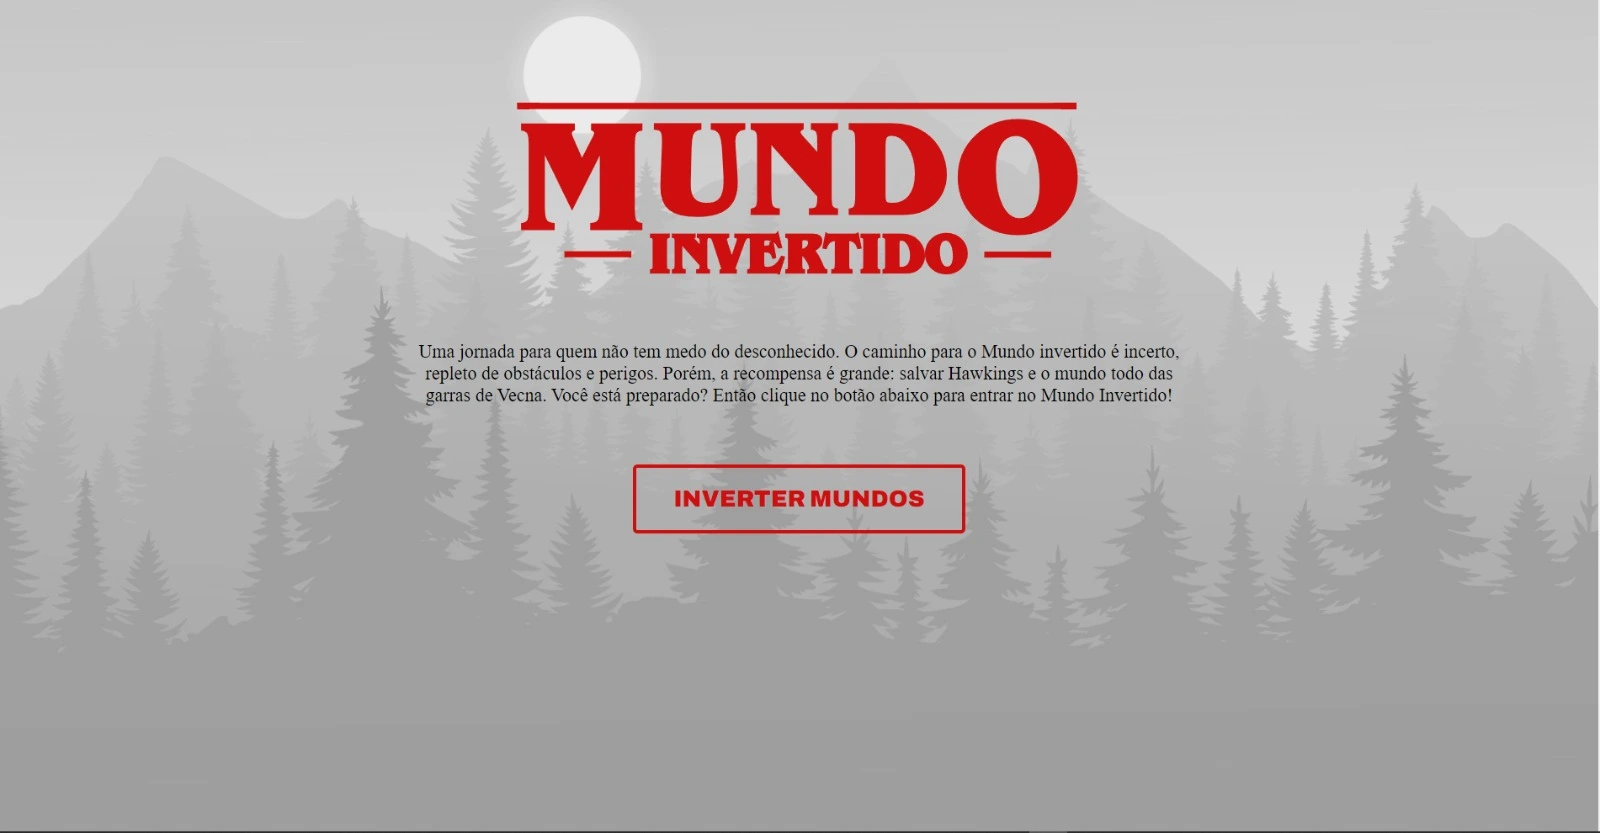 MUNDO
INVERTIDO
Uma jornada para quem não tem medo do desconhecido. O caminho para o Mundo invertido é incerto,
repleto de obstáculos e perigos. Porém, a recompensa é grande: salvar Hawkings e o mundo todo das
garras de Vecna. Você está preparado? Então clique no botão abaixo para entrar no Mundo Invertido!
INVERTER MUNDOS